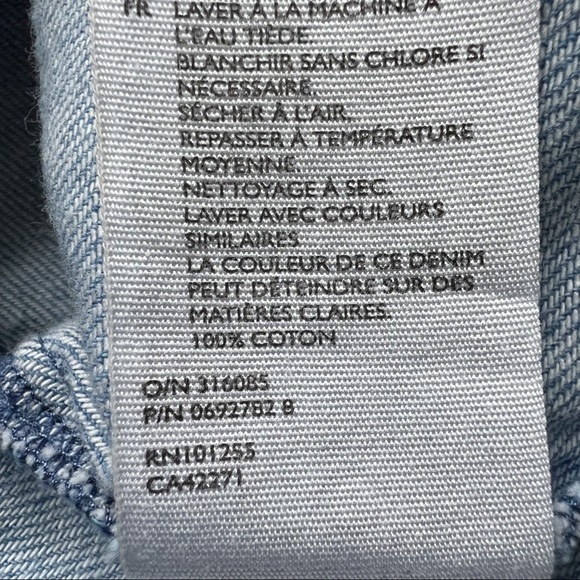 FR LAVER À LA MACHINE À
L'EAU TIÈDE
BLANCHIR SANS CHLORE SI
NÉCESSAIRE.
SÉCHER À L'AIR.
REPASSER À TEMPÉRATURE
MOYENNE.
NETTOYAGE À SEC.
LAVER AVEC COULEURS
SIMILAIRES
LA COULEUR DE CE DENIM
PEUT DÉTEINDRE SUR DES
MATIÈRES CLAIRES.
100% COTON
O/N 316085
P/N 0692782 8
RN101255
CA42271